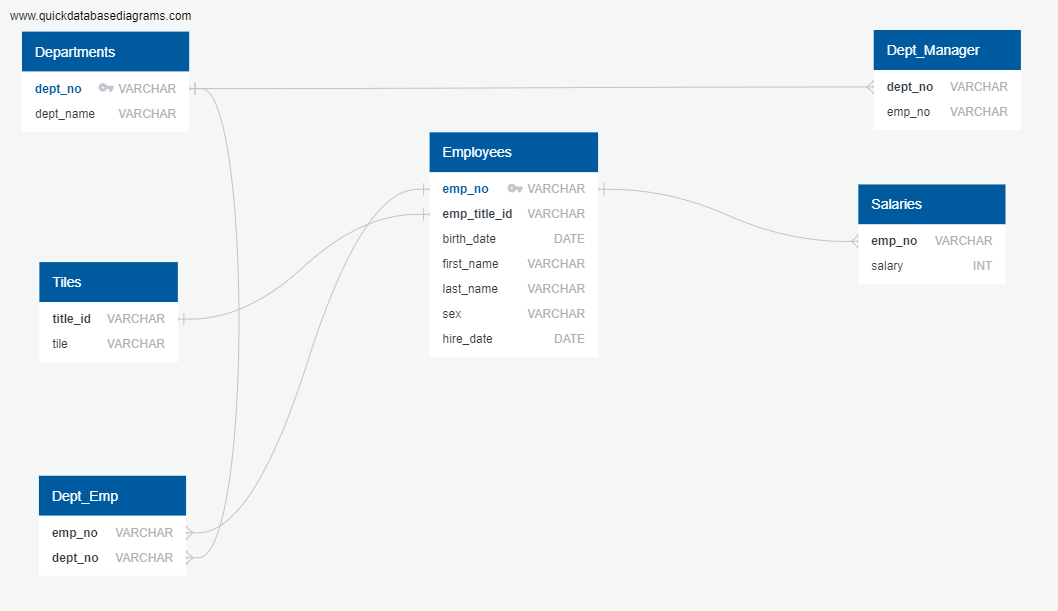 www.quickdatabasediagrams.com
Departments
dept_no VARCHAR
dept_name VARCHAR
Dept_Manager
dept_no VARCHAR
emp_no VARCHAR
Employees
emp_no VARCHAR
emp_title_id VARCHAR
birth_date DATE
first_name VARCHAR
last_name VARCHAR
sex VARCHAR
hire_date DATE
Salaries
emp_no VARCHAR
salary INT
Tiles
title_id VARCHAR
tile VARCHAR
Dept_Emp
emp_no VARCHAR
dept_no VARCHAR